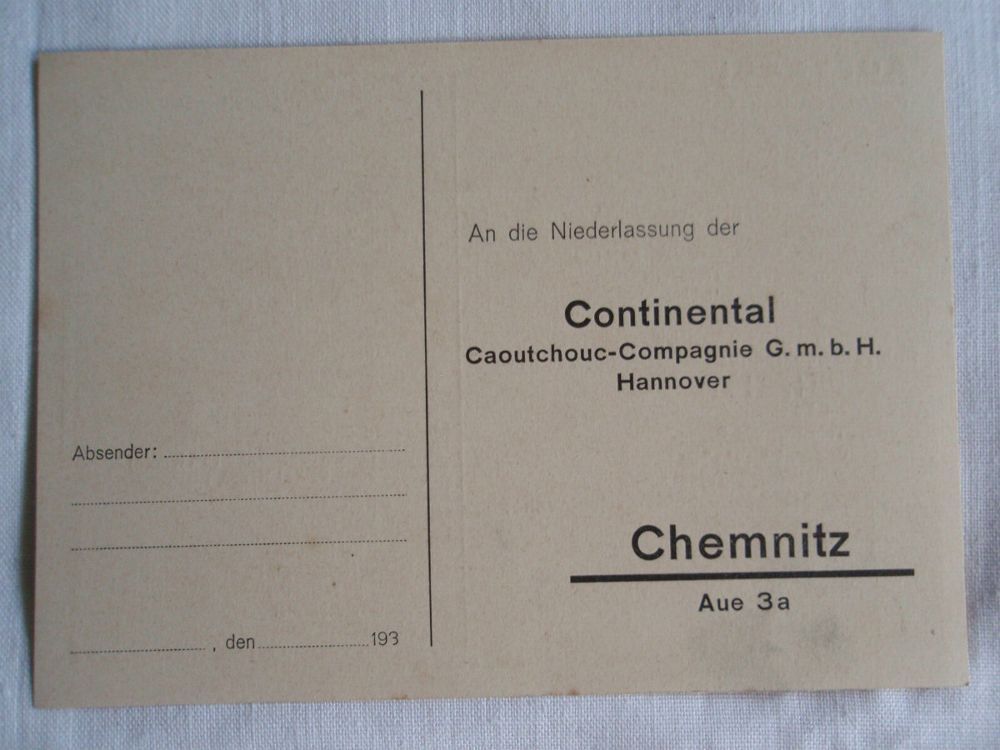 Absender:
, den 193
An die Niederlassung der
Continental
Caoutchouc-Compagnie G.m.b.H.
Hannover
Chemnitz
Aue 3a